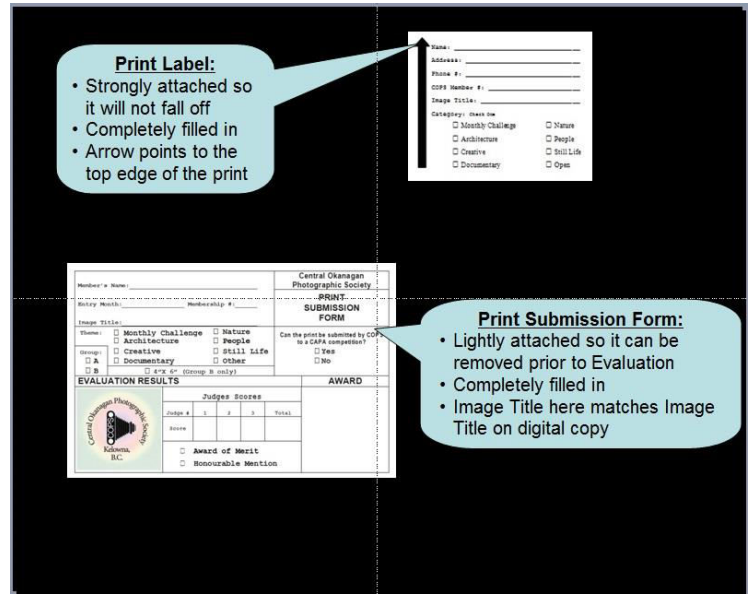 Print Label:
• Strongly attached so
it will not fall off
• Completely filled in
• Arrow points to the
top edge of the print
Name:
Address:
Phone #:
COPS Member #:
Image Title:
Category: Check One
☐ Monthly Challenge ☐ Nature
☐ Architecture ☐ People
☐ Creative ☐ Still Life
☐ Documentary ☐ Open
Member's Name:
Entry Month: Membership #:
Image Title:
Central Okanagan
Photographic Society
PRINT
SUBMISSION
FORM
Theme: ☐ Monthly Challenge ☐ Nature
☐ Architecture ☐ People
Group: ☐ Creative ☐ Still Life
☐ A ☐ Documentary ☐ Other
☐ B ☐ 4"X 6" (Group B only)
Can the print be submitted by COPS
to a CAPA competition?
☐ Yes
☐ No
EVALUATION RESULTS
AWARD
Central Okanagan Photographic Society
COPS
Kelowna,
B.C.
Judges Scores
Judge # 1 2 3 Total
Score
☐ Award of Merit
☐ Honourable Mention
Print Submission Form:
• Lightly attached so it can be
removed prior to Evaluation
• Completely filled in
• Image Title here matches Image
Title on digital copy